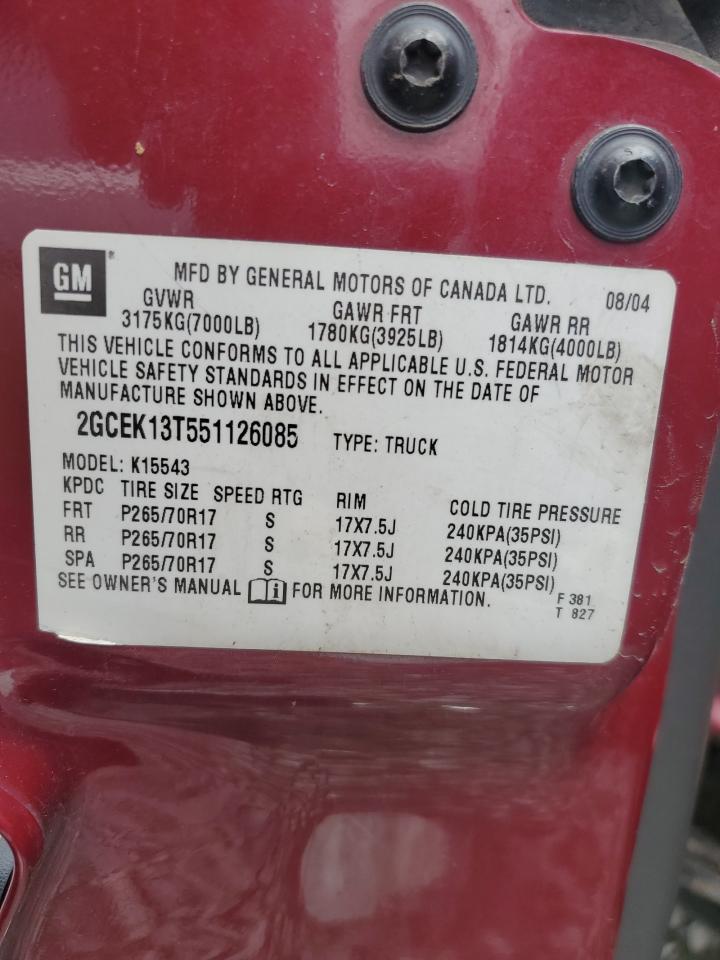 GM®
MFD BY GENERAL MOTORS OF CANADA LTD. 08/04
GVWR GAWR FRT GAWR RR
3175KG(7000LB) 1780KG(3925LB) 1814KG(4000LB)
THIS VEHICLE CONFORMS TO ALL APPLICABLE U.S. FEDERAL MOTOR
VEHICLE SAFETY STANDARDS IN EFFECT ON THE DATE OF
MANUFACTURE SHOWN ABOVE.
2GCEK13T551126085 TYPE: TRUCK
MODEL: K15543
KPDC TIRE SIZE SPEED RTG RIM COLD TIRE PRESSURE
FRT P265/70R17 S 17X7.5J 240KPA(35PSI)
RR P265/70R17 S 17X7.5J 240KPA(35PSI)
SPA P265/70R17 S 17X7.5J 240KPA(35PSI)
SEE OWNER'S MANUAL i FOR MORE INFORMATION.
F 381
T 827